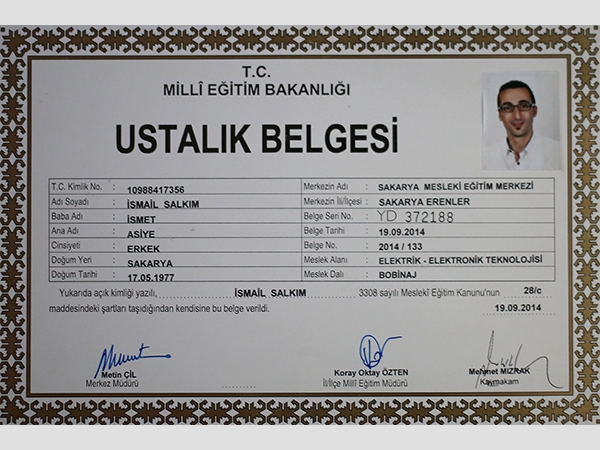 T.C.
MİLLÎ EĞİTİM BAKANLIĞI
USTALIK BELGESİ
T.C. Kimlik No. : 10988417356
Adı Soyadı : İSMAİL SALKIM
Baba Adı : İSMET
Ana Adı : ASİYE
Cinsiyeti : ERKEK
Doğum Yeri : SAKARYA
Doğum Tarihi : 17.05.1977
Merkezin Adı : SAKARYA MESLEKİ EĞİTİM MERKEZİ
Merkezin İl/İlçesi : SAKARYA ERENLER
Belge Seri No. : YD 372188
Belge Tarihi : 19.09.2014
Belge No. : 2014 / 133
Meslek Alanı : ELEKTRİK - ELEKTRONİK TEKNOLOJİSİ
Meslek Dalı : BOBİNAJ
Yukarıda açık kimliği yazılı, İSMAİL SALKIM 3308 sayılı Meslekî Eğitim Kanunu'nun 28/c
maddesindeki şartları taşıdığından kendisine bu belge verildi. 19.09.2014
Metin ÇİL
Merkez Müdürü
Koray Oktay ÖZTEN
İl/İlçe Millî Eğitim Müdürü
Mehmet MIZRAK
Kaymakam